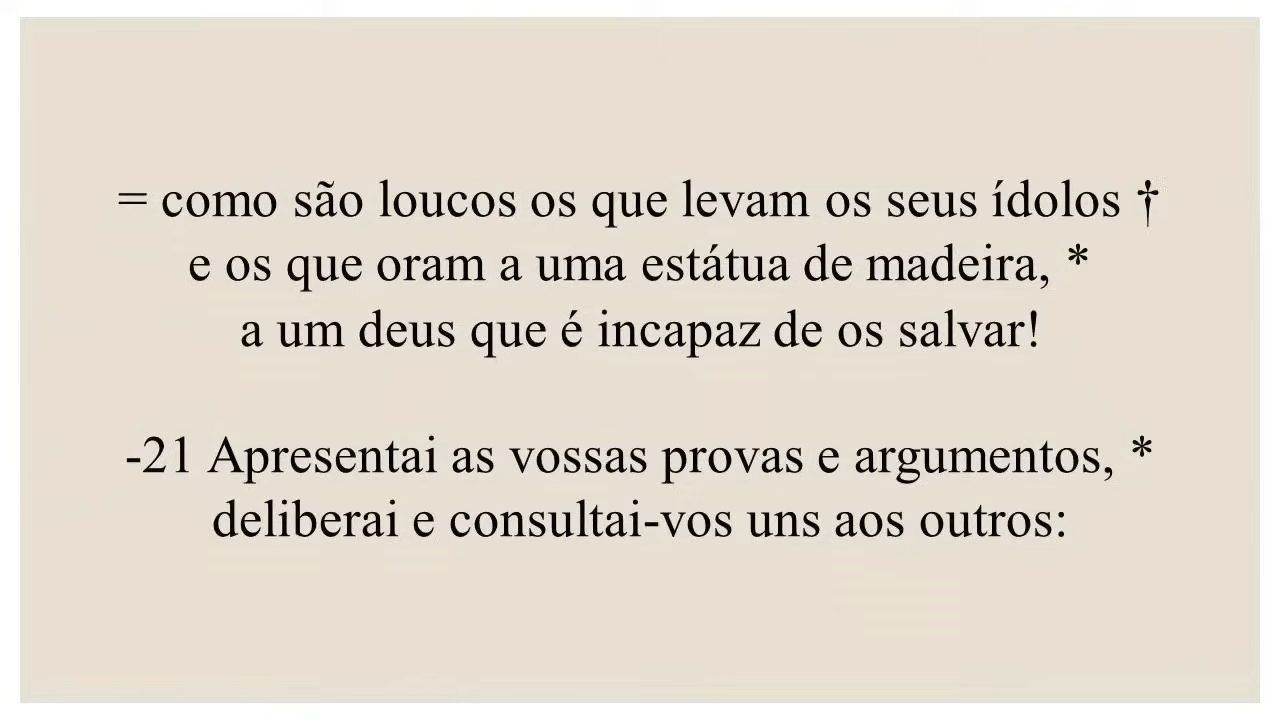 = como são loucos os que levam os seus ídolos †
e os que oram a uma estátua de madeira, *
a um deus que é incapaz de os salvar!
-21 Apresentai as vossas provas e argumentos, *
deliberai e consultai-vos uns aos outros: